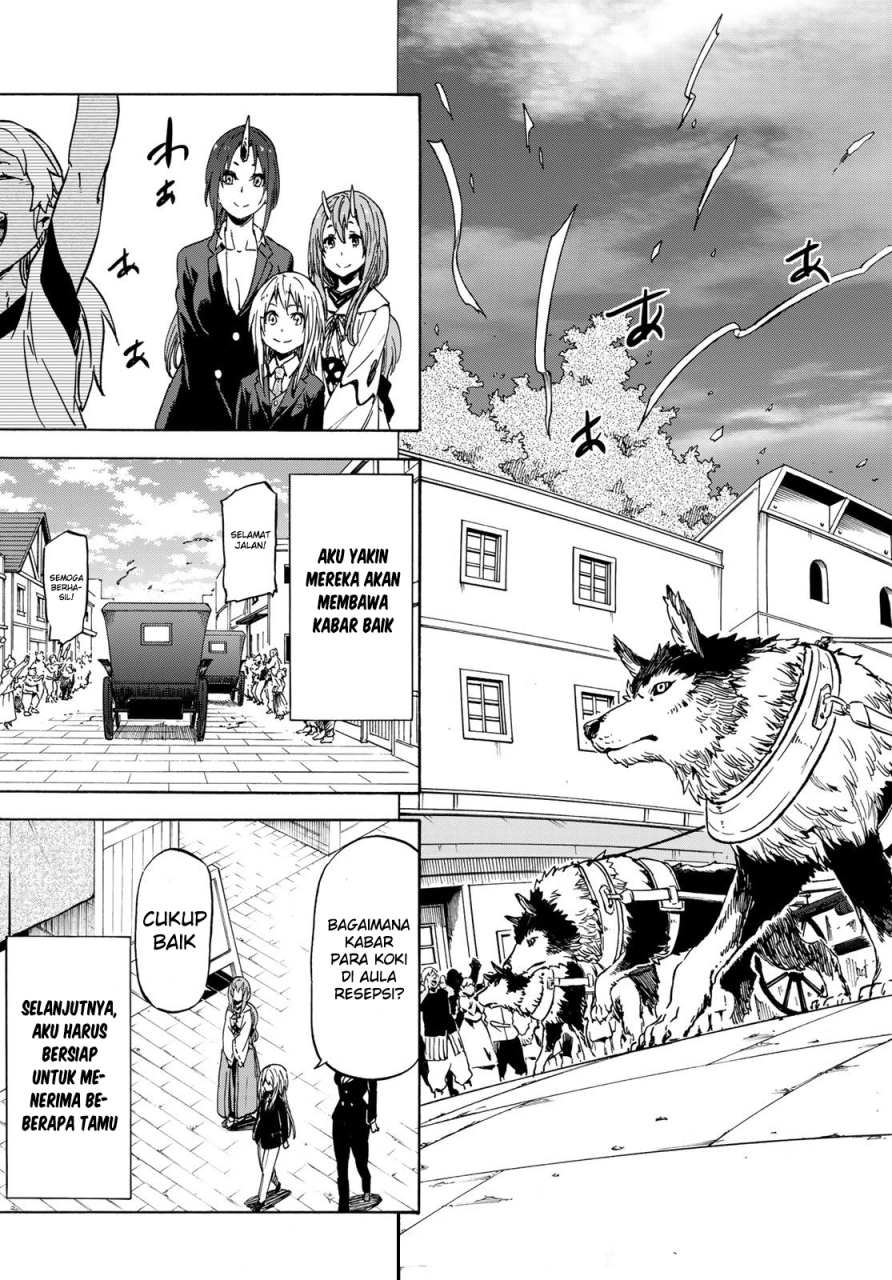 あ
あ
あ
わ
あ
あ
あ
AKU YAKIN
MEREKA AKAN
MEMBAWA
KABAR BAIK
SELAMAT
JALAN!
SEMOGA
BERHA-
SIL!
BAGAIMANA
KABAR
PARA KOKI
DI AULA
RESEPSI?
CUKUP
BAIK
SELANJUTNYA,
AKU HARUS
BERSIAP
UNTUK ME-
NERIMA BE-
BERAPA TAMU